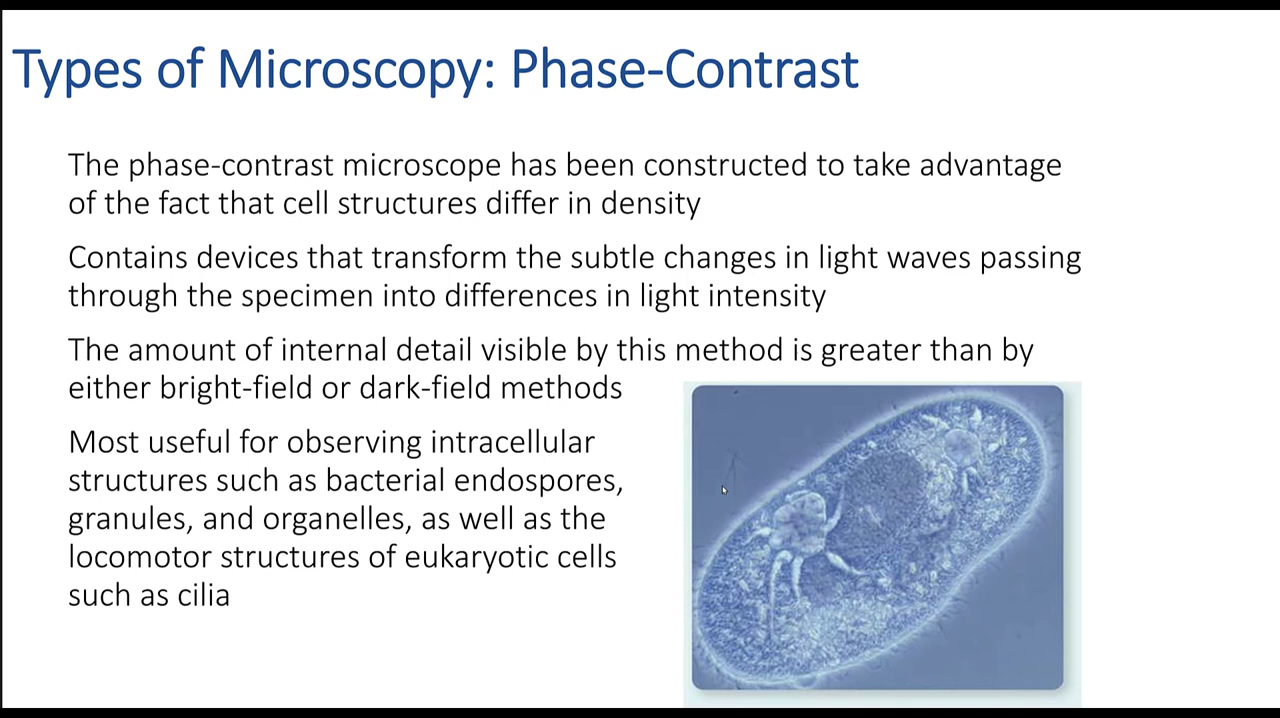 Types of Microscopy: Phase-Contrast
The phase-contrast microscope has been constructed to take advantage
of the fact that cell structures differ in density
Contains devices that transform the subtle changes in light waves passing
through the specimen into differences in light intensity
The amount of internal detail visible by this method is greater than by
either bright-field or dark-field methods
Most useful for observing intracellular
structures such as bacterial endospores,
granules, and organelles, as well as the
locomotor structures of eukaryotic cells
such as cilia